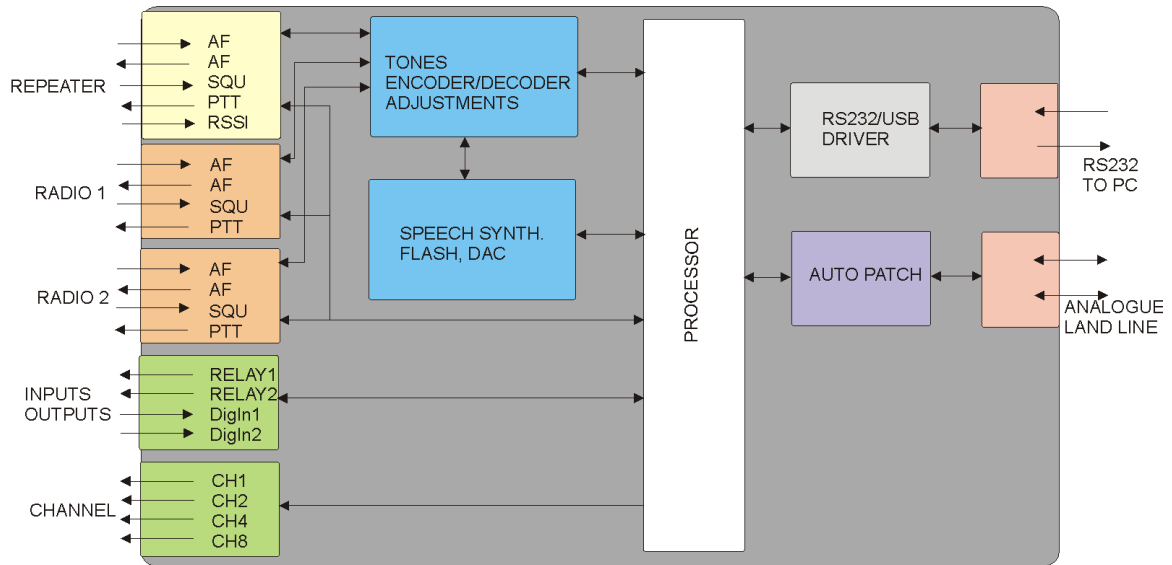 REPEATER
AF
AF
SQU
PTT
RSSI
RADIO 1
AF
AF
SQU
PTT
RADIO 2
AF
AF
SQU
PTT
INPUTS
OUTPUTS
RELAY1
RELAY2
DigIn1
DigIn2
CHANNEL
CH1
CH2
CH4
CH8
TONES
ENCODER/DECODER
ADJUSTMENTS
SPEECH SYNTH.
FLASH, DAC
PROCESSOR
RS232/USB
DRIVER
RS232
TO PC
AUTO PATCH
ANALOGUE
LAND LINE